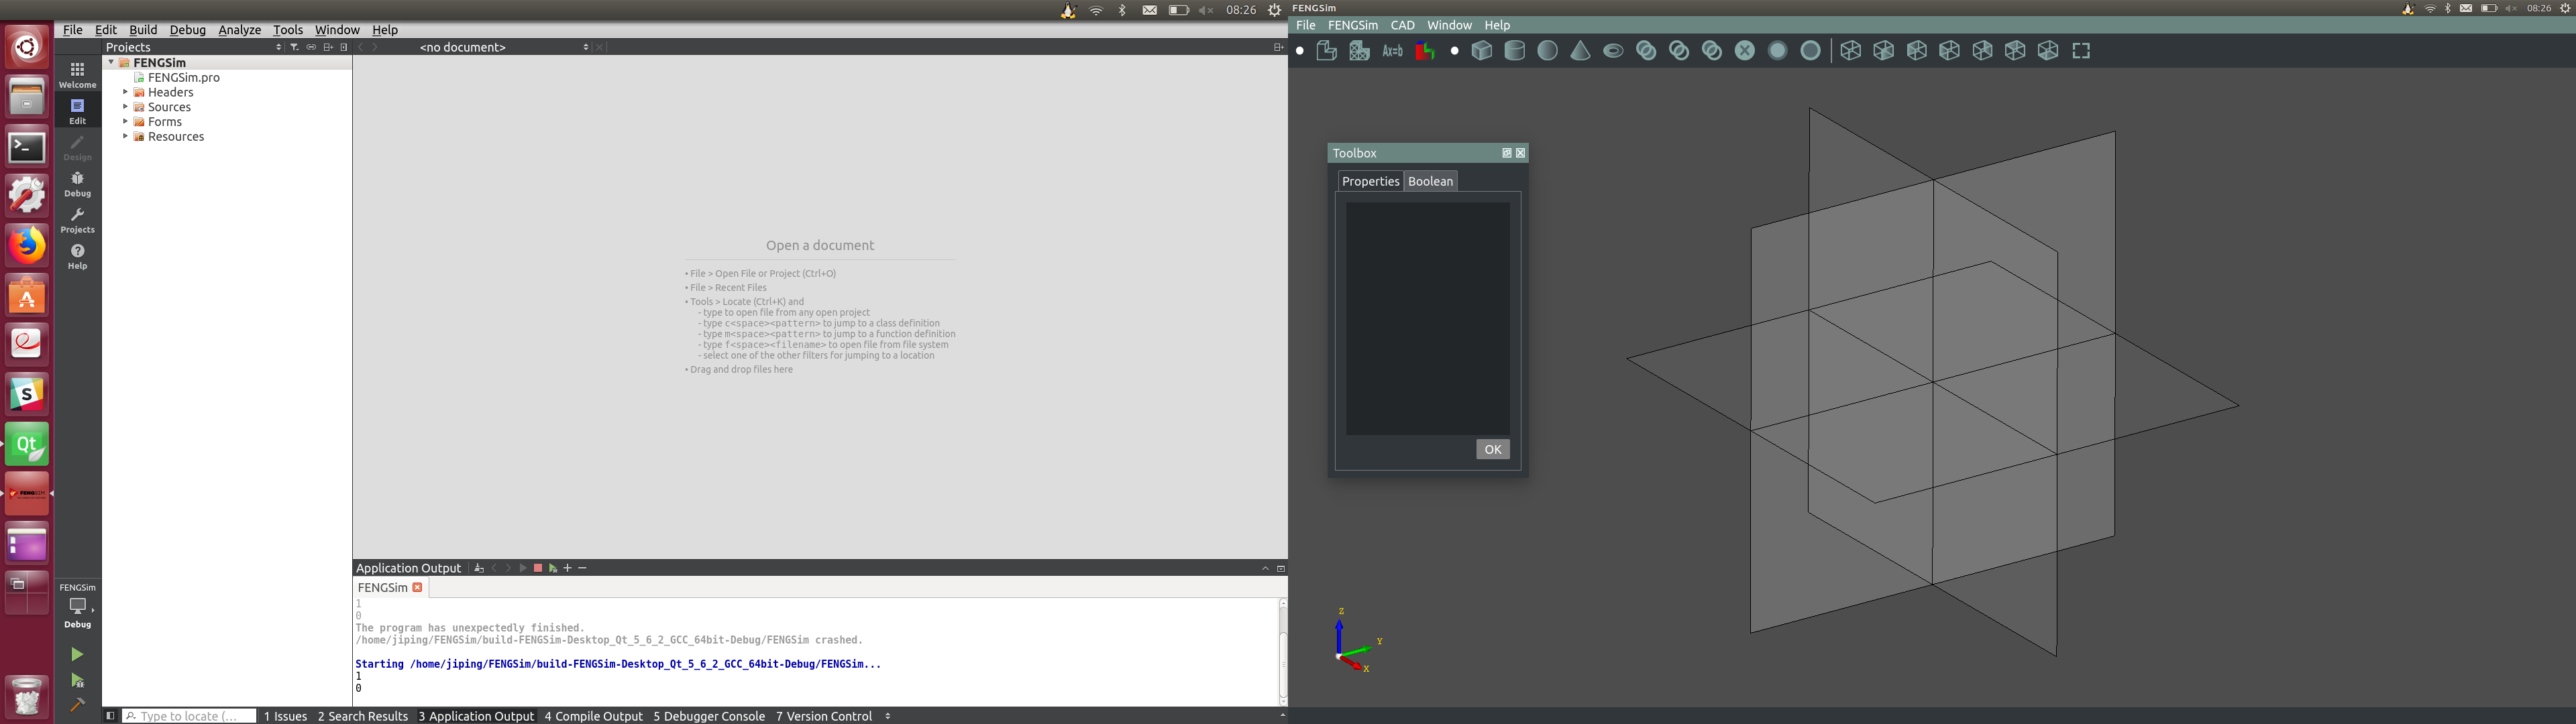 08:26
File Edit Build Debug Analyze Tools Window Help
Projects
<no document>
Welcome
Edit
Design
Debug
Projects
Help
FENGSim
Debug
FENGSim
FENGSim.pro
Headers
Sources
Forms
Resources
Qt
FENGSIM
Open a document
• File > Open File or Project (Ctrl+O)
• File > Recent Files
• Tools > Locate (Ctrl+K) and
- type to open file from any open project
- type c<space><pattern> to jump to a class definition
- type m<space><pattern> to jump to a function definition
- type f<space><filename> to open file from file system
- select one of the other filters for jumping to a location
• Drag and drop files here
Application Output
FENGSim
1
0
The program has unexpectedly finished.
/home/jiping/FENGSim/build-FENGSim-Desktop_Qt_5_6_2_GCC_64bit-Debug/FENGSim crashed.
Starting /home/jiping/FENGSim/build-FENGSim-Desktop_Qt_5_6_2_GCC_64bit-Debug/FENGSim...
1
0
Type to locate (...
1 Issues 2 Search Results 3 Application Output 4 Compile Output 5 Debugger Console 7 Version Control
FENGSim
08:26
File FENGSim CAD Window Help
Ax=b
Toolbox
Properties Boolean
OK
Z
Y
X